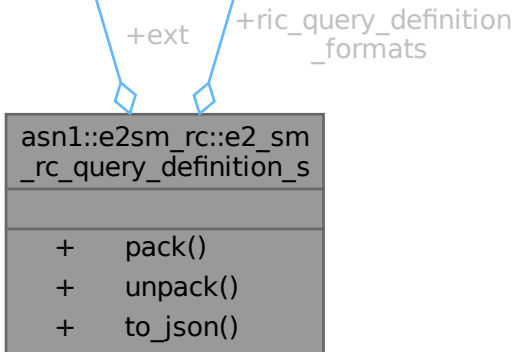 +ext
+ric_query_definition
_formats
asn1::e2sm_rc::e2_sm
_rc_query_definition_s
+ pack()
+ unpack()
+ to_json()